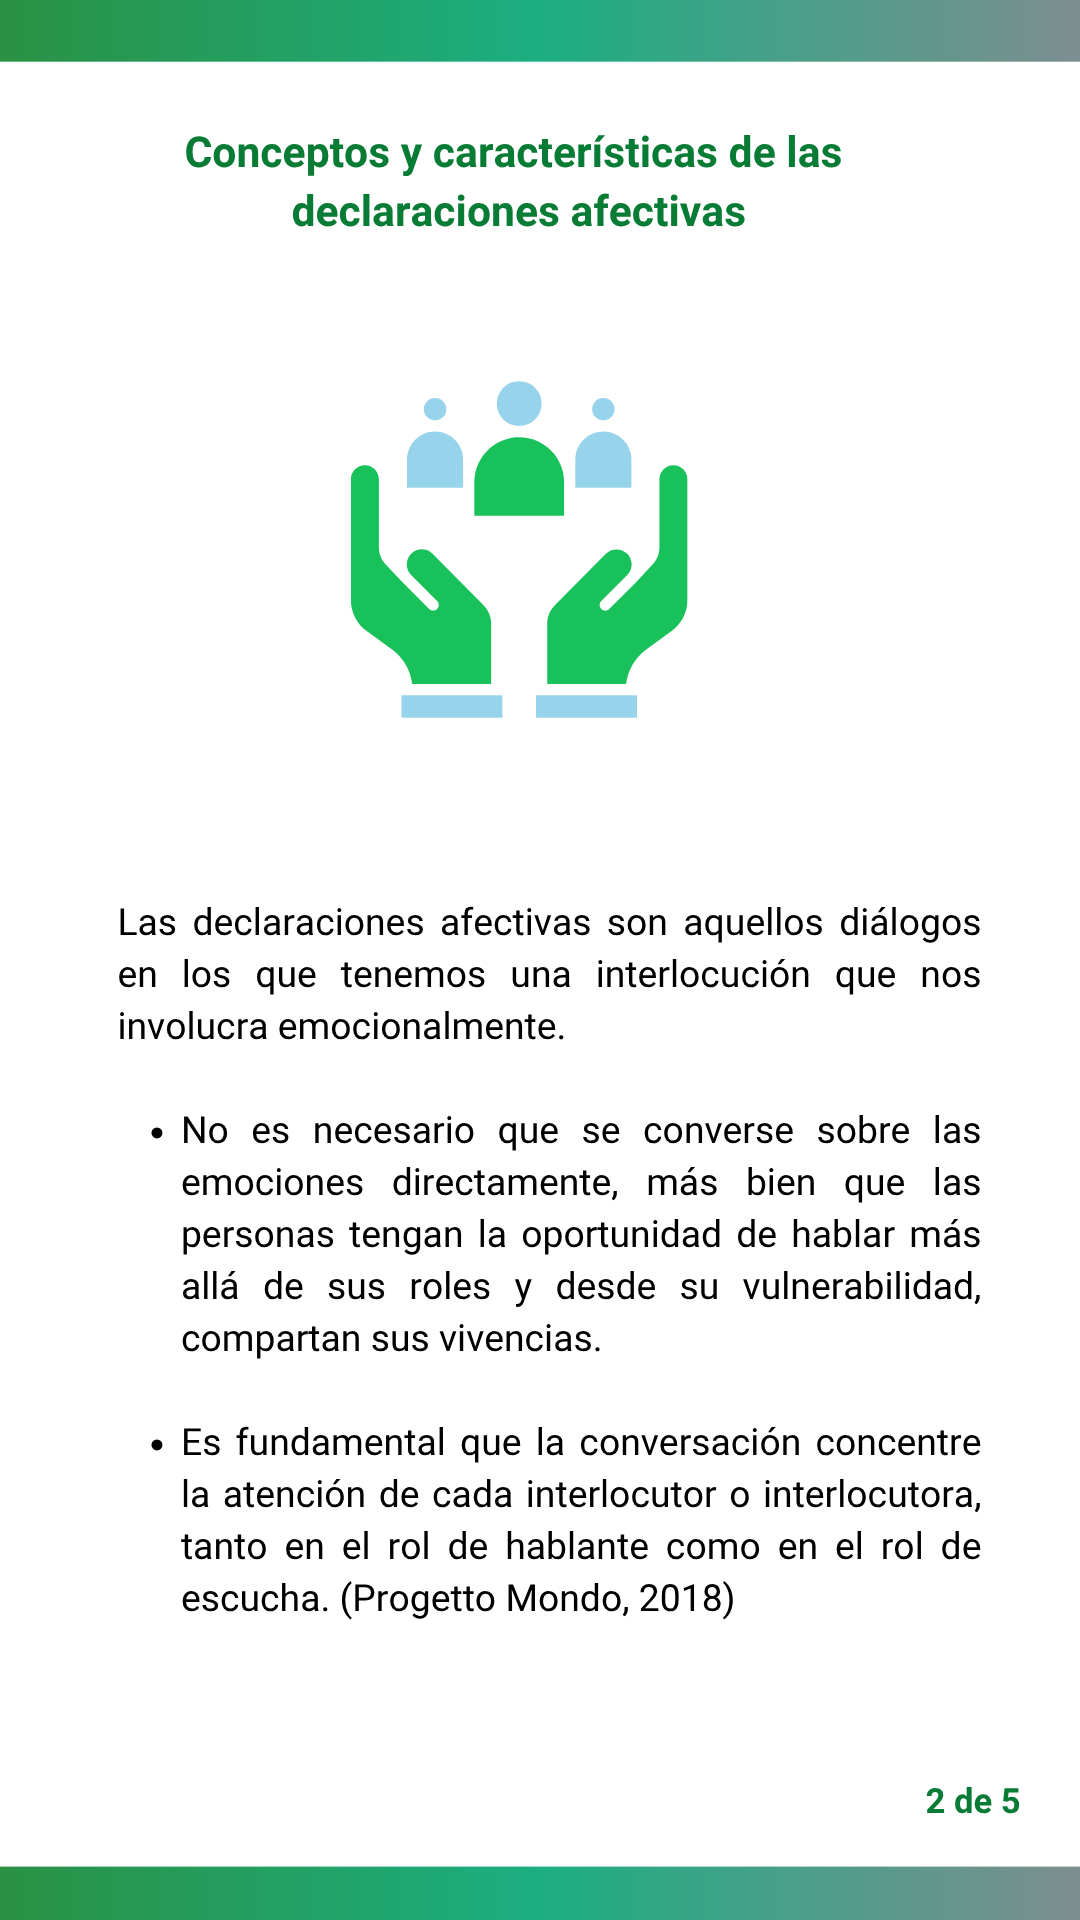 Conceptos y características de las
declaraciones afectivas
Las declaraciones afectivas son aquellos diálogos
en los que tenemos una interlocución que nos
involucra emocionalmente.
• No es necesario que se converse sobre las
emociones directamente, más bien que las
personas tengan la oportunidad de hablar más
allá de sus roles y desde su vulnerabilidad,
compartan sus vivencias.
• Es fundamental que la conversación concentre
la atención de cada interlocutor o interlocutora,
tanto en el rol de hablante como en el rol de
escucha. (Progetto Mondo, 2018)
2 de 5